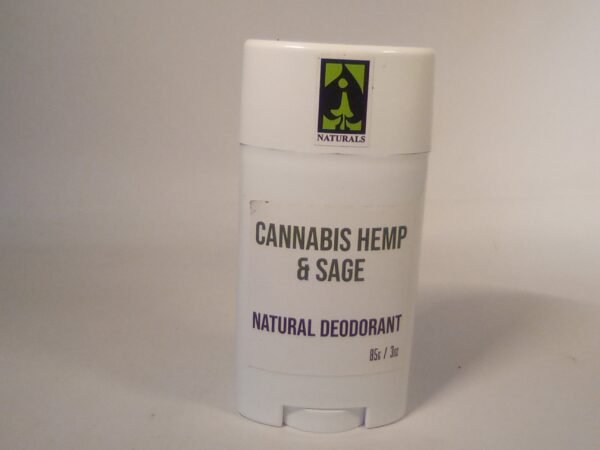 NATURALS
CANNABIS HEMP
& SAGE
NATURAL DEODORANT
85G / 3oz